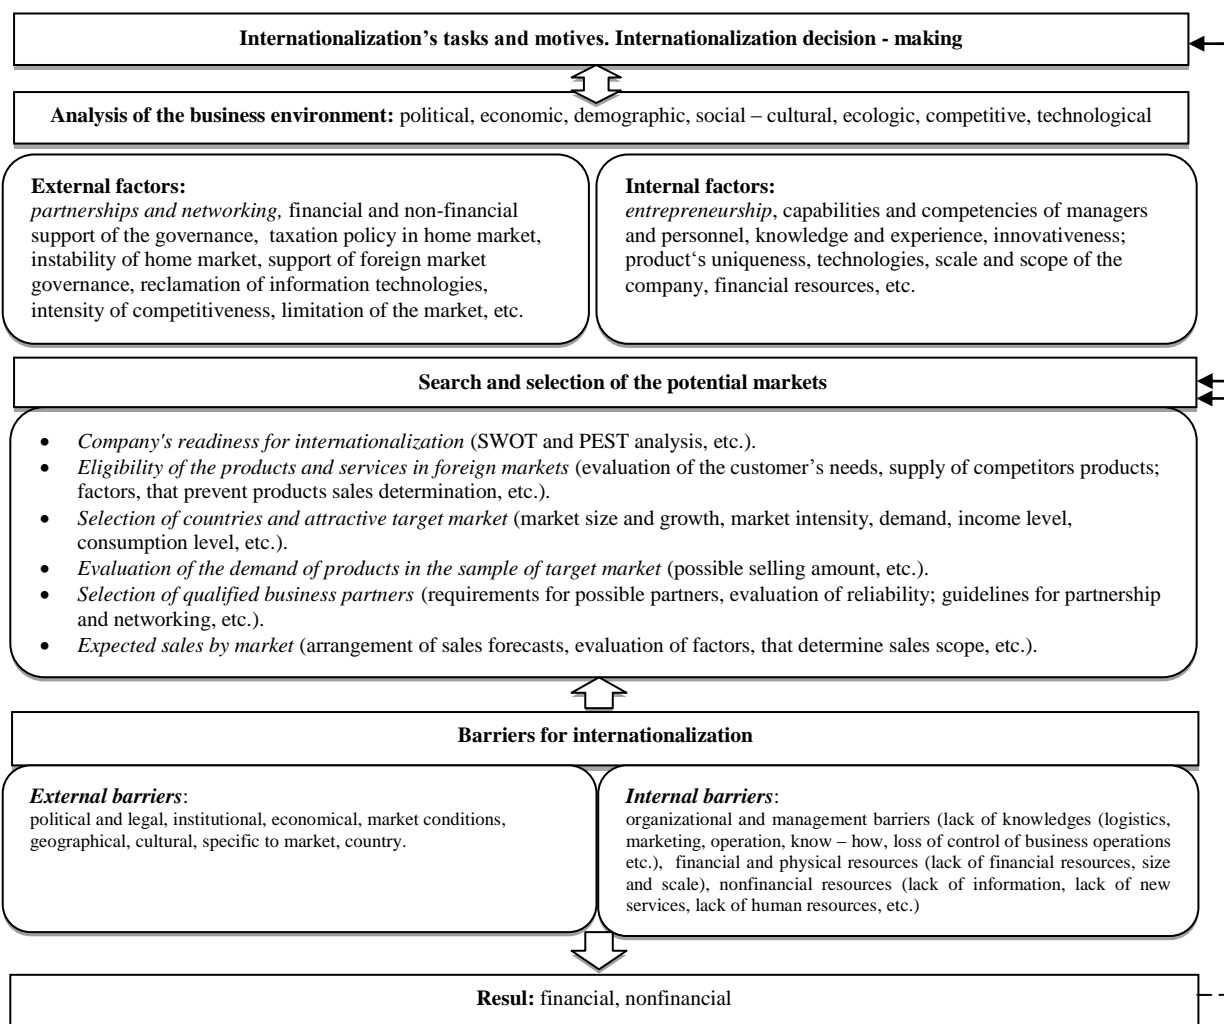 Internationalization’s tasks and motives. Internationalization decision - making
Analysis of the business environment: political, economic, demographic, social – cultural, ecologic, competitive, technological
External factors:
partnerships and networking, financial and non-financial
support of the governance,  taxation policy in home market,
instability of home market, support of foreign market
governance, reclamation of information technologies,
intensity of competitiveness, limitation of the market, etc.
Internal factors:
entrepreneurship, capabilities and competencies of managers
and personnel, knowledge and experience, innovativeness;
product‘s uniqueness, technologies, scale and scope of the
company, financial resources, etc.
Search and selection of the potential markets
• Company's readiness for internationalization (SWOT and PEST analysis, etc.).
• Eligibility of the products and services in foreign markets (evaluation of the customer’s needs, supply of competitors products;
factors, that prevent products sales determination, etc.).
• Selection of countries and attractive target market (market size and growth, market intensity, demand, income level,
consumption level, etc.).
• Evaluation of the demand of products in the sample of target market (possible selling amount, etc.).
• Selection of qualified business partners (requirements for possible partners, evaluation of reliability; guidelines for partnership
and networking, etc.).
• Expected sales by market (arrangement of sales forecasts, evaluation of factors, that determine sales scope, etc.).
Barriers for internationalization
External barriers:
political and legal, institutional, economical, market conditions,
geographical, cultural, specific to market, country.
Internal barriers:
organizational and management barriers (lack of knowledges (logistics,
marketing, operation, know – how, loss of control of business operations
etc.),  financial and physical resources (lack of financial resources, size
and scale), nonfinancial resources (lack of information, lack of new
services, lack of human resources, etc.)
Resul: financial, nonfinancial